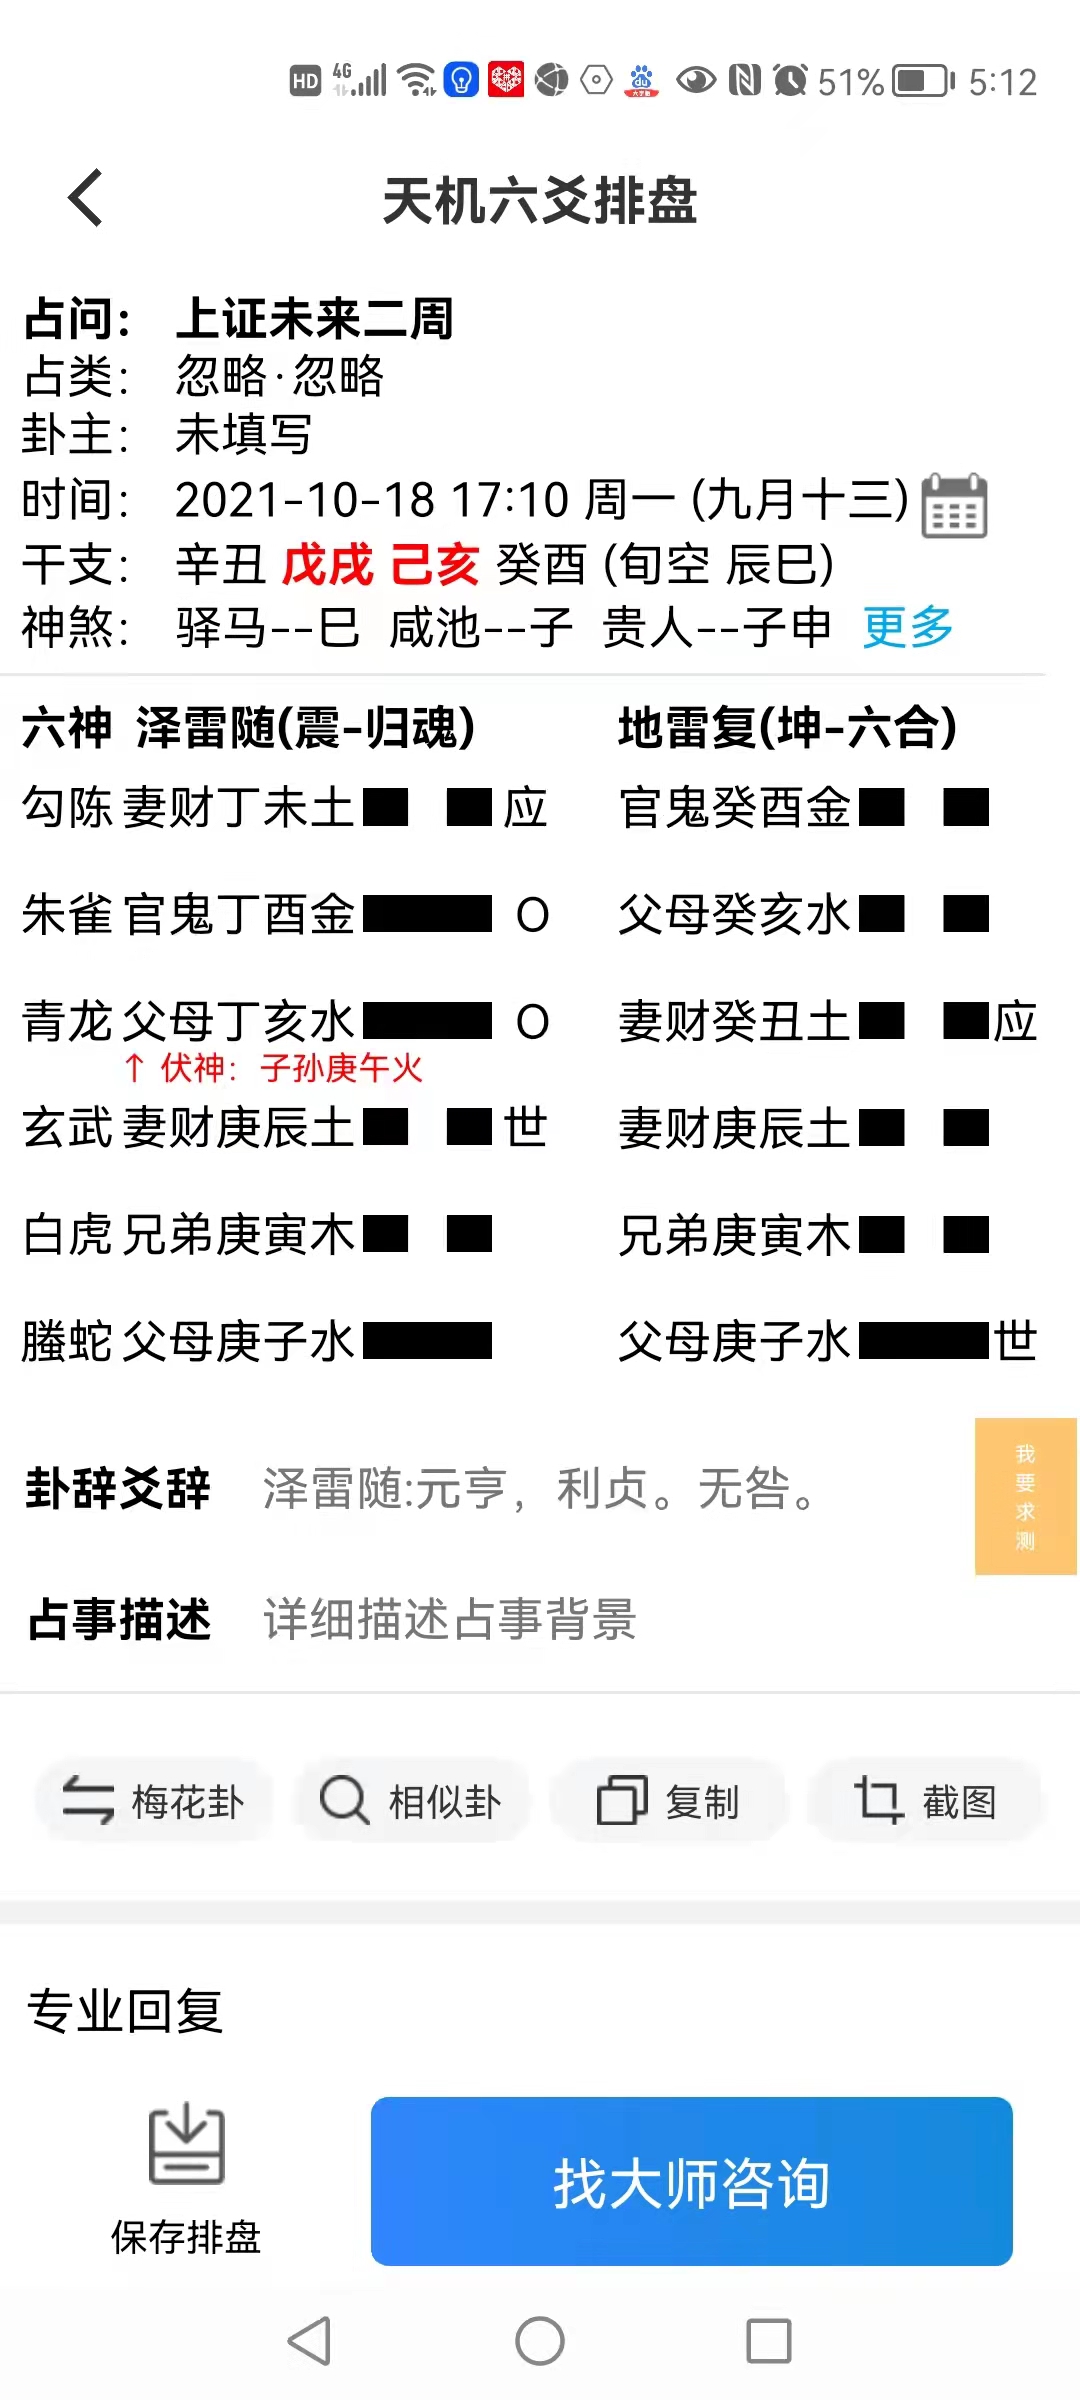 HD 4G 51% 5:12
天机六爻排盘
占问： 上证未来二周
占类： 忽略·忽略
卦主： 未填写
时间： 2021-10-18 17:10 周一 (九月十三)
干支： 辛丑 戊戌 己亥 癸酉 (旬空 辰巳)
神煞： 驿马--巳 咸池--子 贵人--子申 更多
六神 泽雷随(震-归魂) 地雷复(坤-六合)
勾陈 妻财丁未土 应 官鬼癸酉金
朱雀 官鬼丁酉金 O 父母癸亥水
青龙 父母丁亥水 O 妻财癸丑土 应
↑ 伏神：子孙庚午火
玄武 妻财庚辰土 世 妻财庚辰土
白虎 兄弟庚寅木 兄弟庚寅木
螣蛇 父母庚子水 父母庚子水 世
卦辞爻辞 泽雷随:元亨，利贞。无咎。
我要求测
占事描述 详细描述占事背景
梅花卦 相似卦 复制 截图
专业回复
保存排盘
找大师咨询